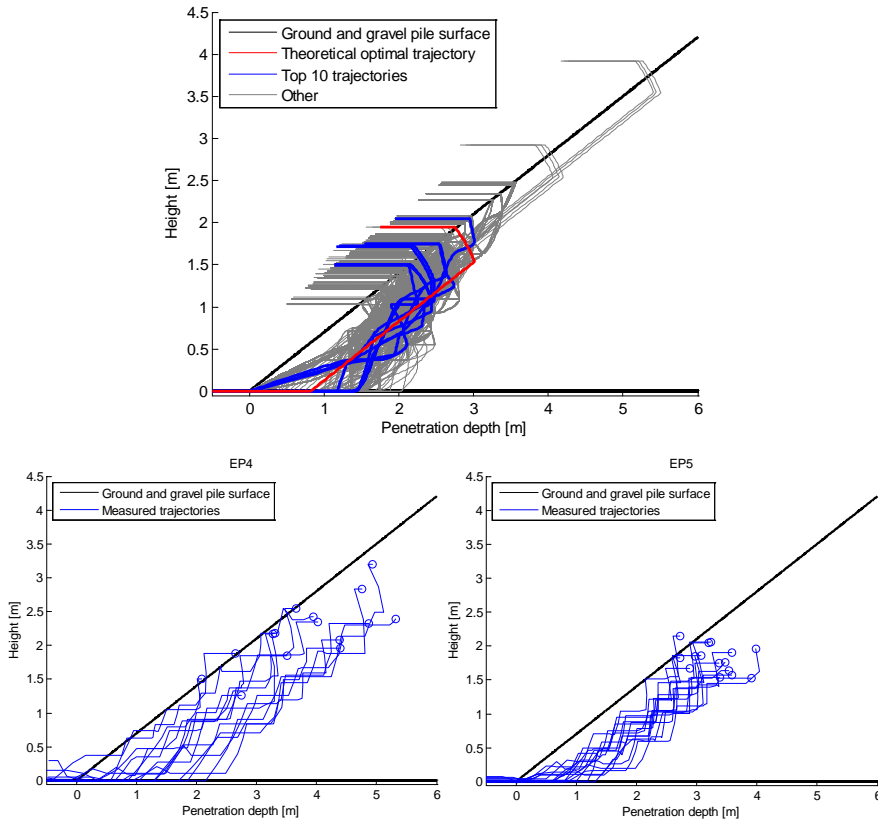 4.5
4
3.5
3
2.5
2
1.5
1
0.5
0
Height [m]
Ground and gravel pile surface
Theoretical optimal trajectory
Top 10 trajectories
Other
0 1 2 3 4 5 6
Penetration depth [m]
EP4
4.5
4
3.5
3
2.5
2
1.5
1
0.5
0
Height [m]
Ground and gravel pile surface
Measured trajectories
0 1 2 3 4 5 6
Penetration depth [m]
EP5
4.5
4
3.5
3
2.5
2
1.5
1
0.5
0
Height [m]
Ground and gravel pile surface
Measured trajectories
0 1 2 3 4 5 6
Penetration depth [m]